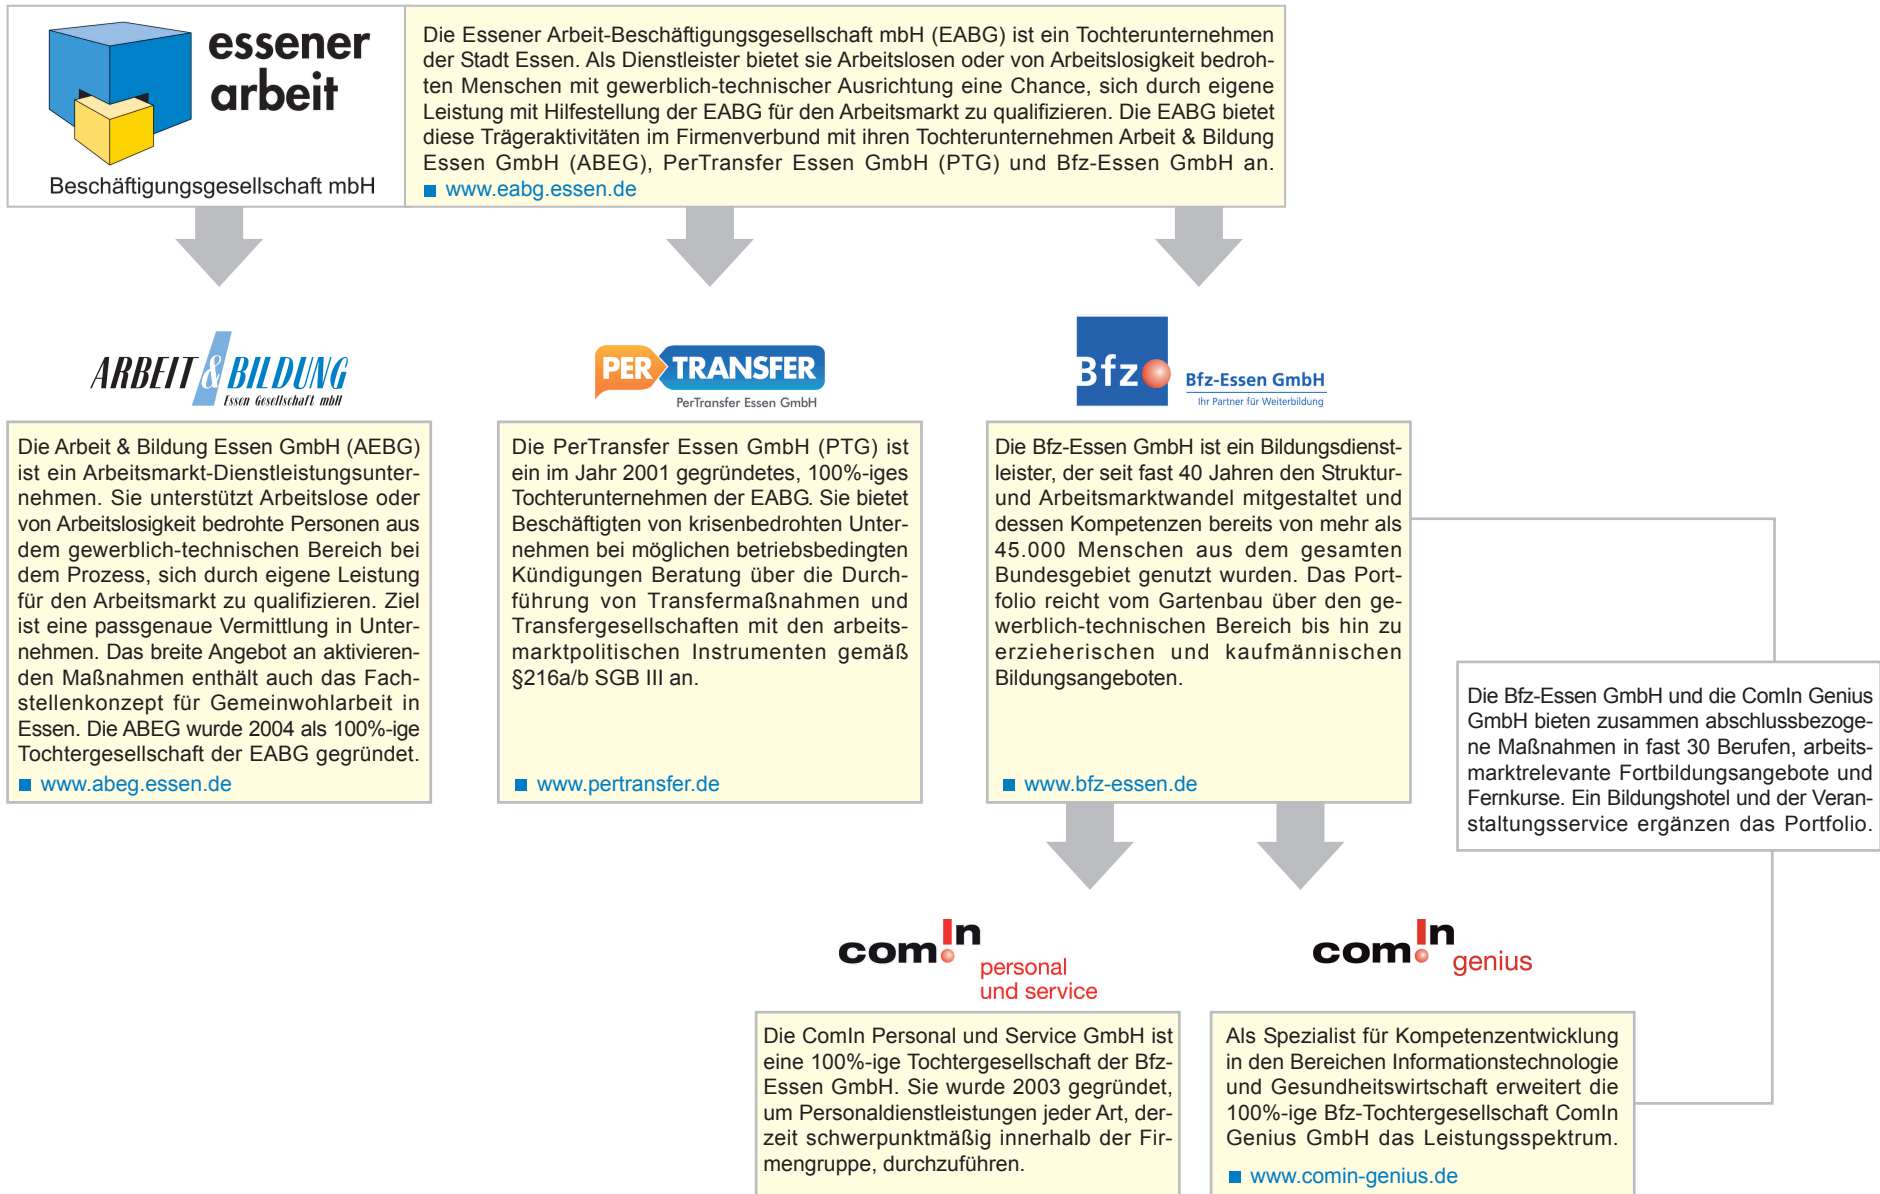 essener
arbeit
Beschäftigungsgesellschaft mbH
Die Essener Arbeit-Beschäftigungsgesellschaft mbH (EABG) ist ein Tochterunternehmen
der Stadt Essen. Als Dienstleister bietet sie Arbeitslosen oder von Arbeitslosigkeit bedroh-
ten Menschen mit gewerblich-technischer Ausrichtung eine Chance, sich durch eigene
Leistung mit Hilfestellung der EABG für den Arbeitsmarkt zu qualifizieren. Die EABG bietet
diese Trägeraktivitäten im Firmenverbund mit ihren Tochterunternehmen Arbeit & Bildung
Essen GmbH (ABEG), PerTransfer Essen GmbH (PTG) und Bfz-Essen GmbH an.
www.eabg.essen.de
ARBEIT & BILDUNG
Essen Gesellschaft mbH
Die Arbeit & Bildung Essen GmbH (AEBG)
ist ein Arbeitsmarkt-Dienstleistungsunter-
nehmen. Sie unterstützt Arbeitslose oder
von Arbeitslosigkeit bedrohte Personen aus
dem gewerblich-technischen Bereich bei
dem Prozess, sich durch eigene Leistung
für den Arbeitsmarkt zu qualifizieren. Ziel
ist eine passgenaue Vermittlung in Unter-
nehmen. Das breite Angebot an aktivieren-
den Maßnahmen enthält auch das Fach-
stellenkonzept für Gemeinwohlarbeit in
Essen. Die ABEG wurde 2004 als 100%-ige
Tochtergesellschaft der EABG gegründet.
www.abeg.essen.de
PER TRANSFER
PerTransfer Essen GmbH
Die PerTransfer Essen GmbH (PTG) ist
ein im Jahr 2001 gegründetes, 100%-iges
Tochterunternehmen der EABG. Sie bietet
Beschäftigten von krisenbedrohten Unter-
nehmen bei möglichen betriebsbedingten
Kündigungen Beratung über die Durch-
führung von Transfermaßnahmen und
Transfergesellschaften mit den arbeits-
marktpolitischen Instrumenten gemäß
§216a/b SGB III an.
www.pertransfer.de
Bfz
Bfz-Essen GmbH
Ihr Partner für Weiterbildung
Die Bfz-Essen GmbH ist ein Bildungsdienst-
leister, der seit fast 40 Jahren den Struktur-
und Arbeitsmarktwandel mitgestaltet und
dessen Kompetenzen bereits von mehr als
45.000 Menschen aus dem gesamten
Bundesgebiet genutzt wurden. Das Port-
folio reicht vom Gartenbau über den ge-
werblich-technischen Bereich bis hin zu
erzieherischen und kaufmännischen
Bildungsangeboten.
www.bfz-essen.de
Die Bfz-Essen GmbH und die ComIn Genius
GmbH bieten zusammen abschlussbezoge-
ne Maßnahmen in fast 30 Berufen, arbeits-
marktrelevante Fortbildungsangebote und
Fernkurse. Ein Bildungshotel und der Veran-
staltungsservice ergänzen das Portfolio.
com!n
personal
und service
Die ComIn Personal und Service GmbH ist
eine 100%-ige Tochtergesellschaft der Bfz-
Essen GmbH. Sie wurde 2003 gegründet,
um Personaldienstleistungen jeder Art, der-
zeit schwerpunktmäßig innerhalb der Fir-
mengruppe, durchzuführen.
com!n
genius
Als Spezialist für Kompetenzentwicklung
in den Bereichen Informationstechnologie
und Gesundheitswirtschaft erweitert die
100%-ige Bfz-Tochtergesellschaft ComIn
Genius GmbH das Leistungsspektrum.
www.comin-genius.de